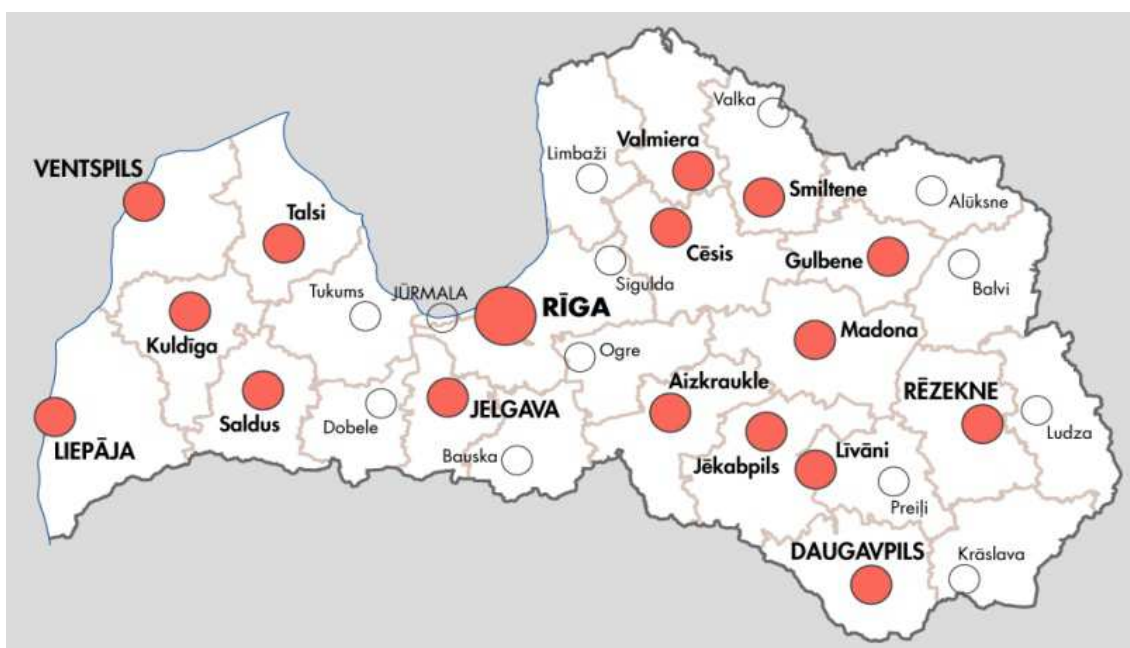 Valka
Valmiera
Limbaži
VENTSPILS
Smiltene
Alūksne
Talsi
Cēsis
Gulbene
Sigulda
Balvi
Tukums
JŪRMALA
RĪGA
Madona
Kuldīga
Ogre
Aizkraukle
RĒZEKNE
JELGAVA
Saldus
Dobele
Ludza
LIEPĀJA
Bauska
Jēkabpils
Līvāni
Preiļi
DAUGAVPILS
Krāslava